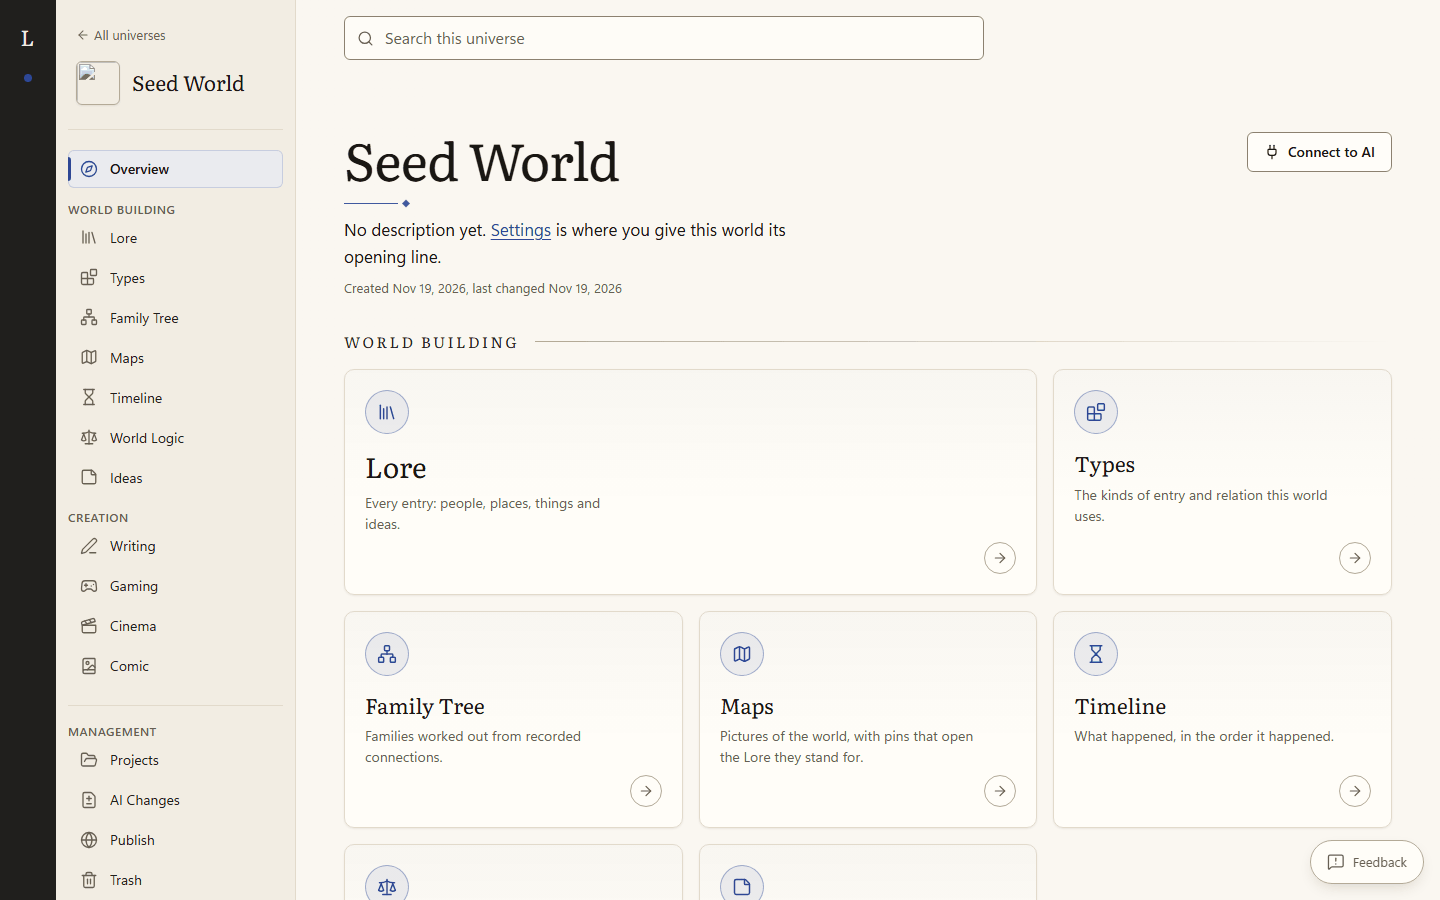 L
All universes
Seed World
Overview
WORLD BUILDING
Lore
Types
Family Tree
Maps
Timeline
World Logic
Ideas
CREATION
Writing
Gaming
Cinema
Comic
MANAGEMENT
Projects
AI Changes
Publish
Trash
Search this universe
Seed World
Connect to AI
No description yet. Settings is where you give this world its
opening line.
Created Nov 19, 2026, last changed Nov 19, 2026
WORLD BUILDING
Lore
Every entry: people, places, things and
ideas.
Types
The kinds of entry and relation this world
uses.
Family Tree
Families worked out from recorded
connections.
Maps
Pictures of the world, with pins that open
the Lore they stand for.
Timeline
What happened, in the order it happened.
Feedback